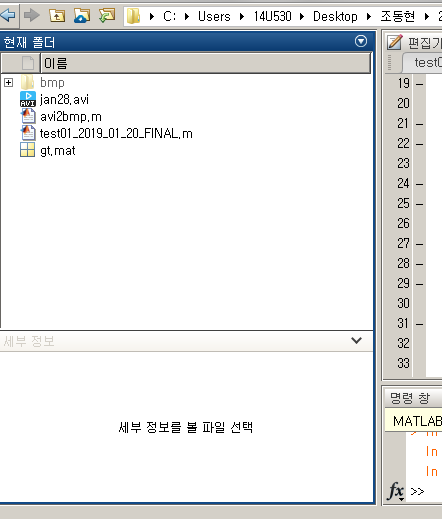 C: ▸ Users ▸ 14U530 ▸ Desktop ▸ 조동현 ▸ 2
현재 폴더
이름
bmp
jan28.avi
avi2bmp.m
test01_2019_01_20_FINAL.m
gt.mat
세부 정보
세부 정보를 볼 파일 선택
편집기
test0
19 –
20
21 –
22 –
23 –
24 –
25
26
27 –
28 –
29 –
30
31 –
32
33
명령 창
MATLAB
In
In
fx >>